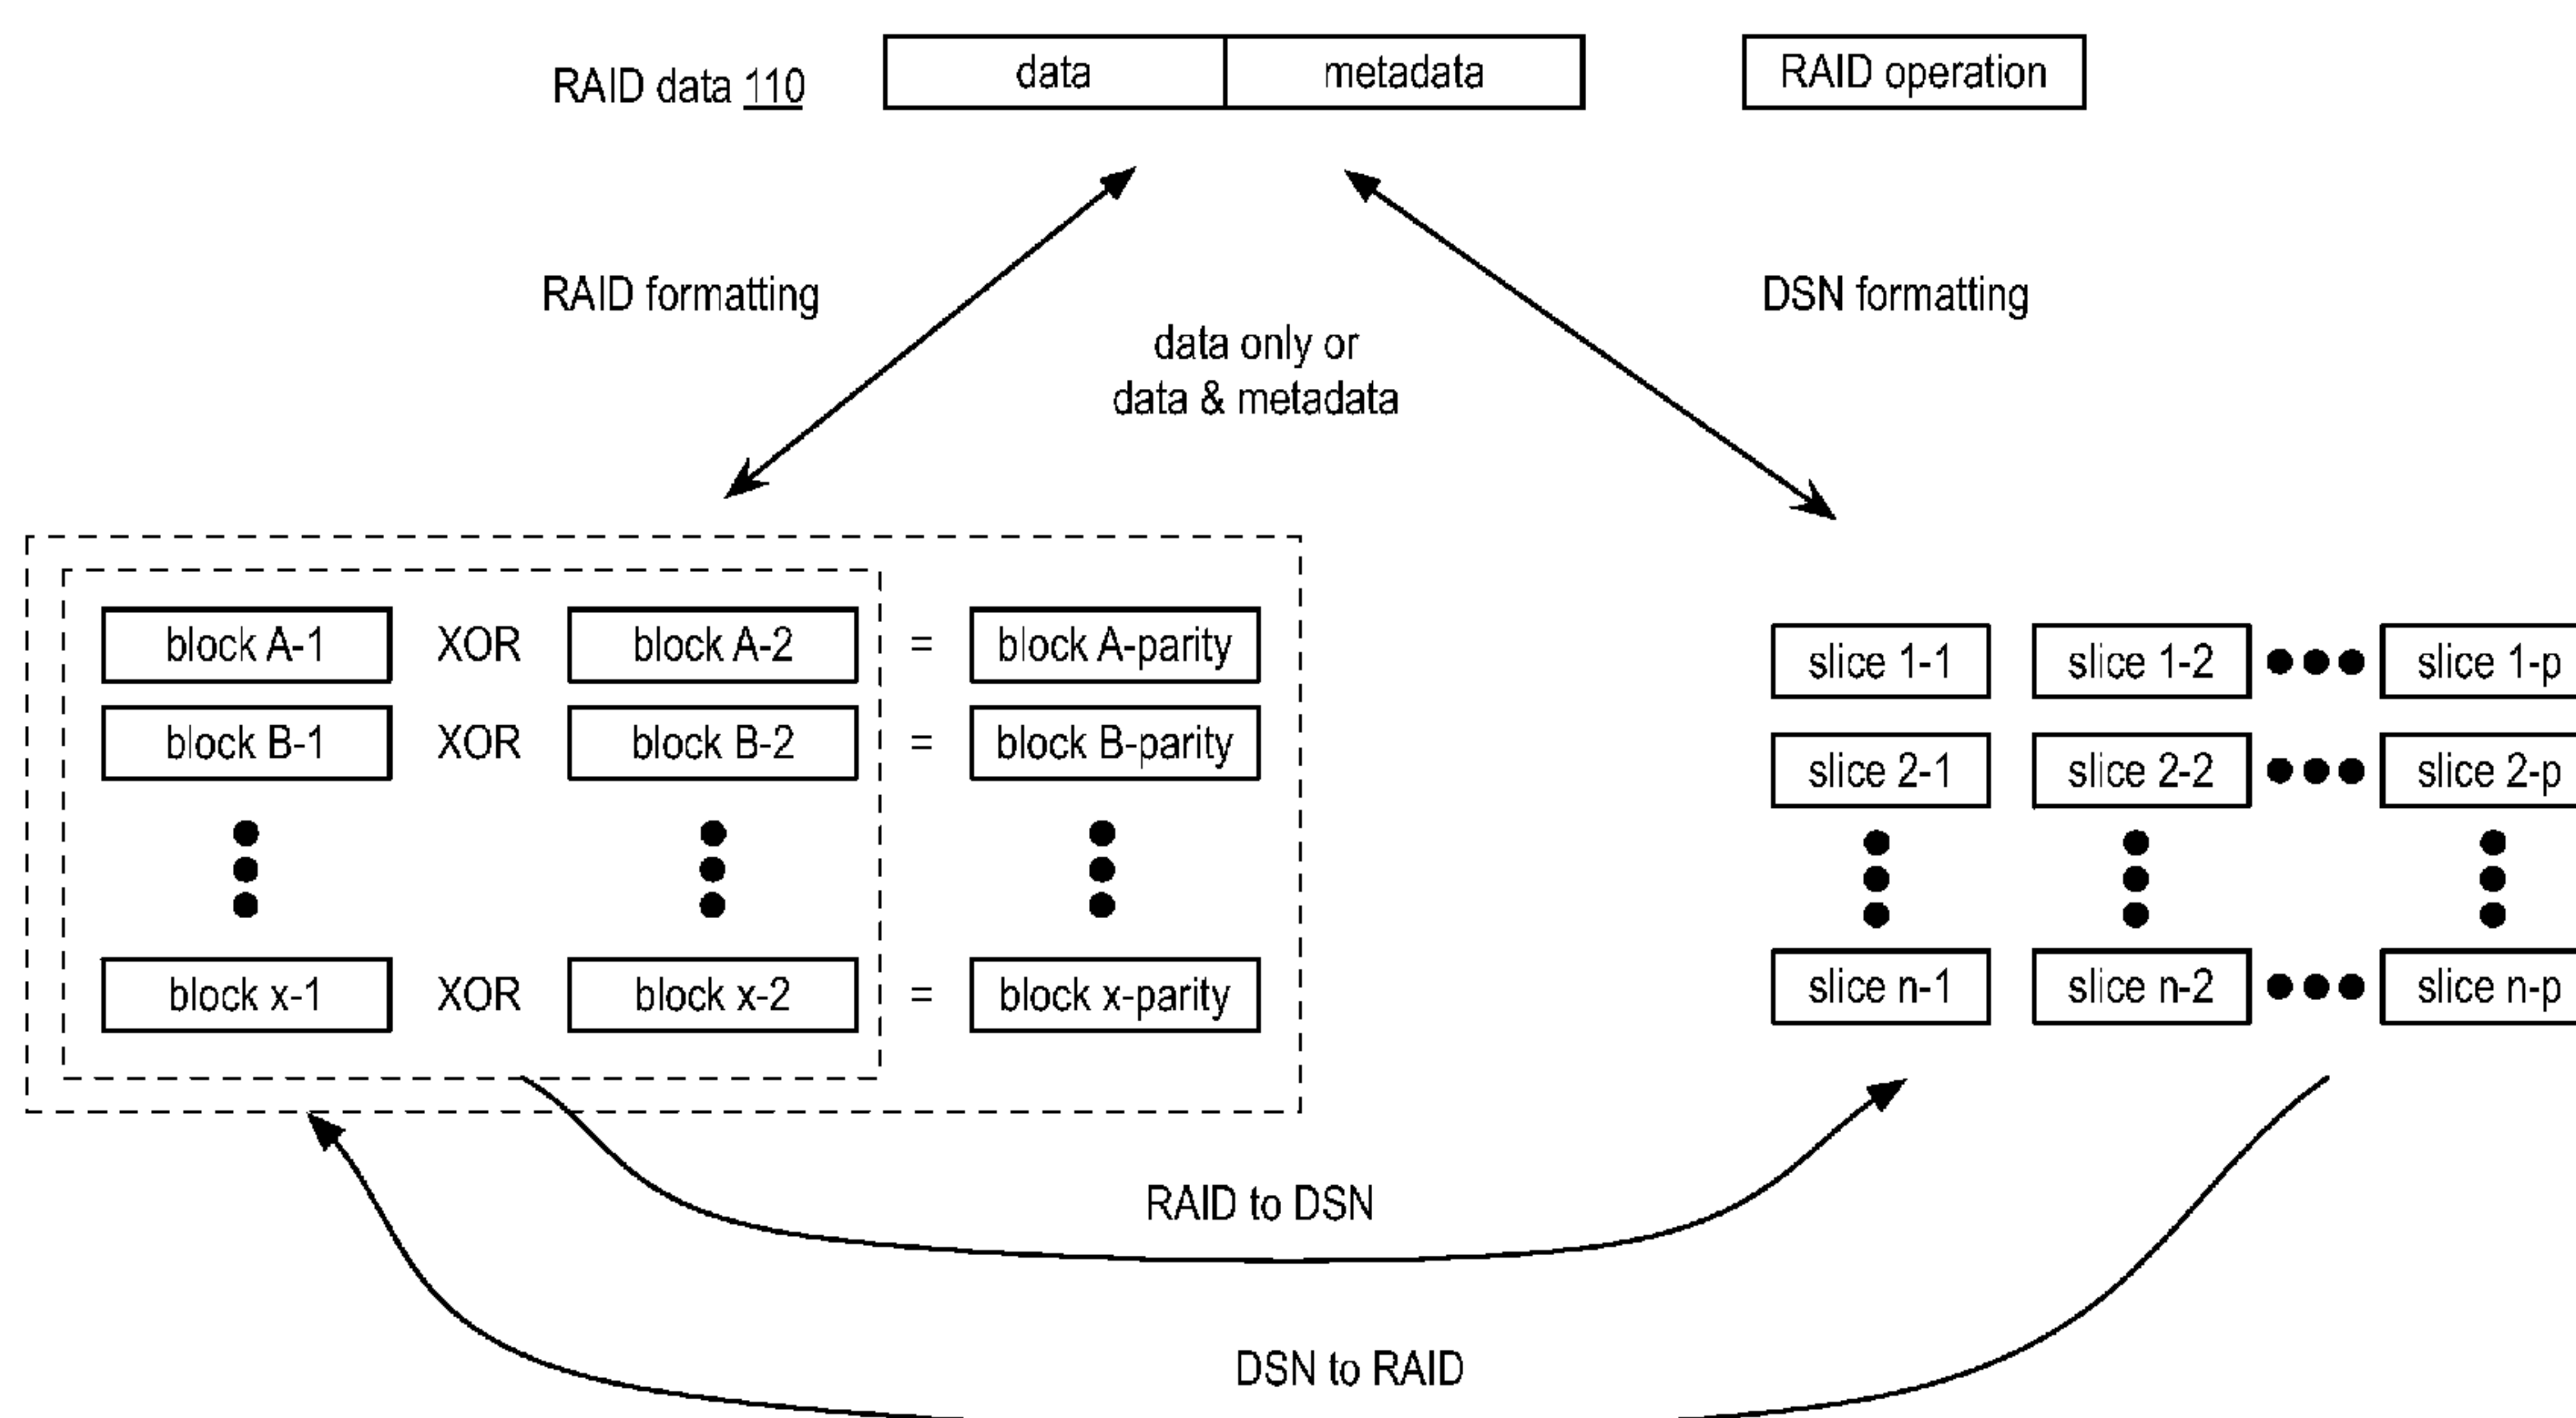 RAID data 110 data metadata RAID operation
RAID formatting
DSN formatting
data only or
data & metadata
block A-1 XOR block A-2 = block A-parity
block B-1 XOR block B-2 = block B-parity
block x-1 XOR block x-2 = block x-parity
slice 1-1 slice 1-2 slice 1-p
slice 2-1 slice 2-2 slice 2-p
slice n-1 slice n-2 slice n-p
RAID to DSN
DSN to RAID